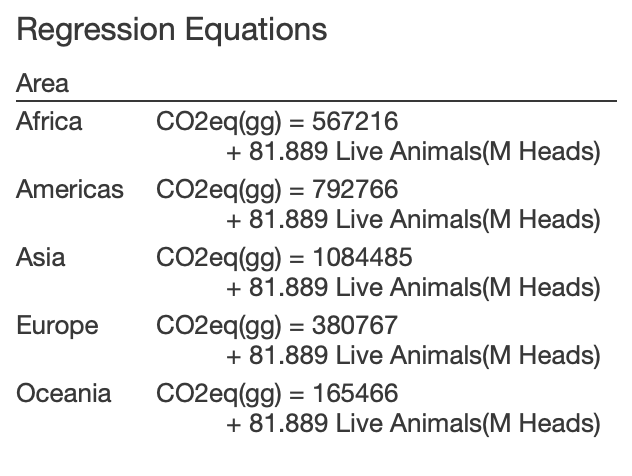 Regression Equations
Area
Africa CO2eq(gg) = 567216
+ 81.889 Live Animals(M Heads)
Americas CO2eq(gg) = 792766
+ 81.889 Live Animals(M Heads)
Asia CO2eq(gg) = 1084485
+ 81.889 Live Animals(M Heads)
Europe CO2eq(gg) = 380767
+ 81.889 Live Animals(M Heads)
Oceania CO2eq(gg) = 165466
+ 81.889 Live Animals(M Heads)